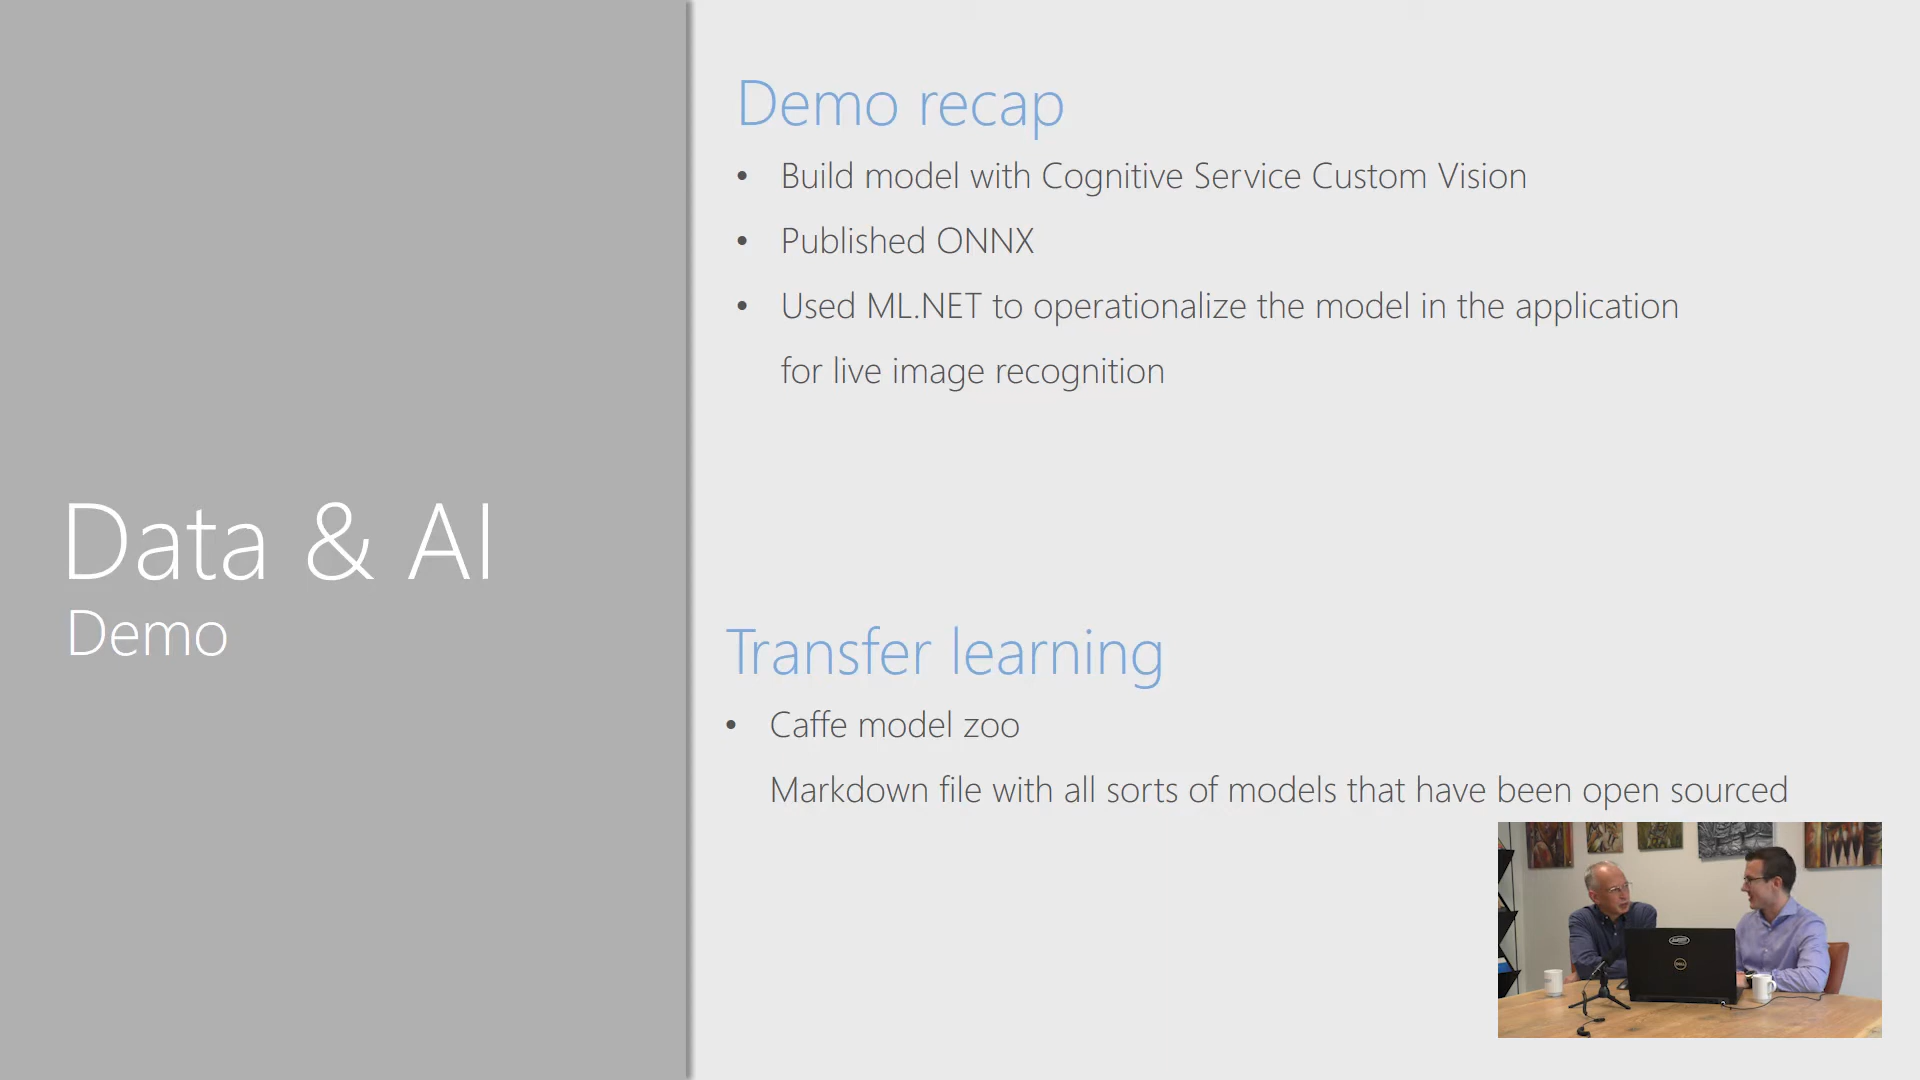 Data & AI
Demo
Demo recap
• Build model with Cognitive Service Custom Vision
• Published ONNX
• Used ML.NET to operationalize the model in the application
for live image recognition
Transfer learning
• Caffe model zoo
Markdown file with all sorts of models that have been open sourced
DELL